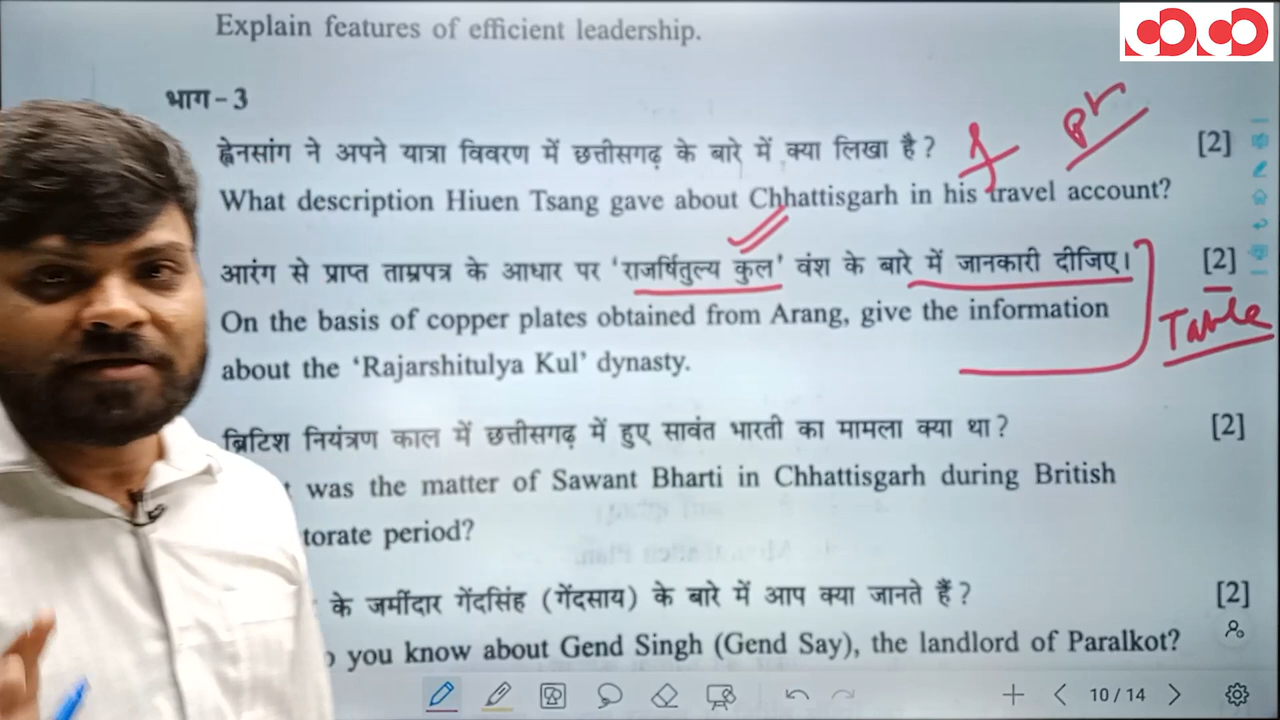 Explain features of efficient leadership.
भाग-3
ह्वेनसांग ने अपने यात्रा विवरण में छत्तीसगढ़ के बारे में क्या लिखा है? [2]
What description Hiuen Tsang gave about Chhattisgarh in his travel account?
आरंग से प्राप्त ताम्रपत्र के आधार पर 'राजर्षितुल्य कुल' वंश के बारे में जानकारी दीजिए। [2]
On the basis of copper plates obtained from Arang, give the information
Table
about the 'Rajarshitulya Kul' dynasty.
ब्रिटिश नियंत्रण काल में छत्तीसगढ़ में हुए सावंत भारती का मामला क्या था? [2]
was the matter of Sawant Bharti in Chhattisgarh during British
torate period?
के जमींदार गेंदसिंह (गेंदसाय) के बारे में आप क्या जानते हैं? [2]
you know about Gend Singh (Gend Say), the landlord of Paralkot?
10/14